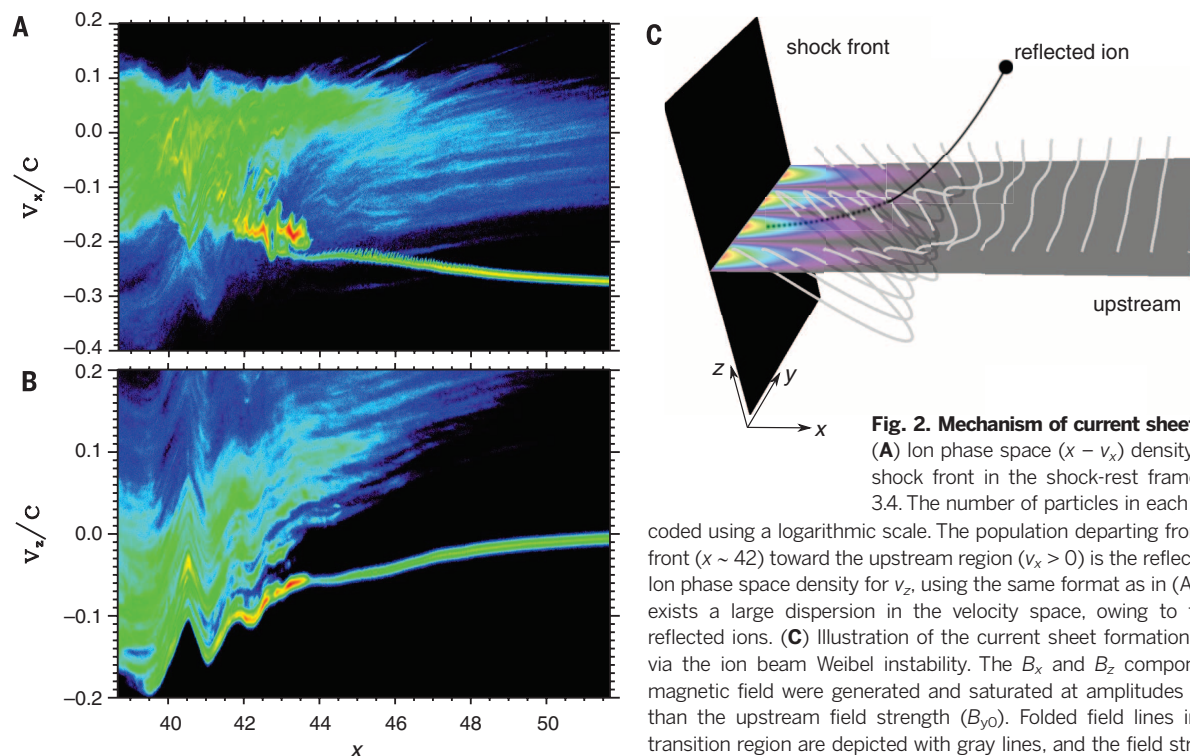 A
0.2
0.1
0.0
−0.1
−0.2
−0.3
−0.4
Vx/C
B
0.2
0.1
0.0
−0.1
−0.2
Vz/C
40 42 44 46 48 50
x
C
shock front
reflected ion
upstream
z
y
x
Fig. 2. Mechanism of current sheet
(A) Ion phase space (x − vx) density
shock front in the shock-rest fram
3.4. The number of particles in each
coded using a logarithmic scale. The population departing fro
front (x ~ 42) toward the upstream region (vx > 0) is the reflec
Ion phase space density for vz, using the same format as in (A
exists a large dispersion in the velocity space, owing to
reflected ions. (C) Illustration of the current sheet formation
via the ion beam Weibel instability. The Bx and Bz compon
magnetic field were generated and saturated at amplitudes
than the upstream field strength (By0). Folded field lines i
transition region are depicted with gray lines, and the field str